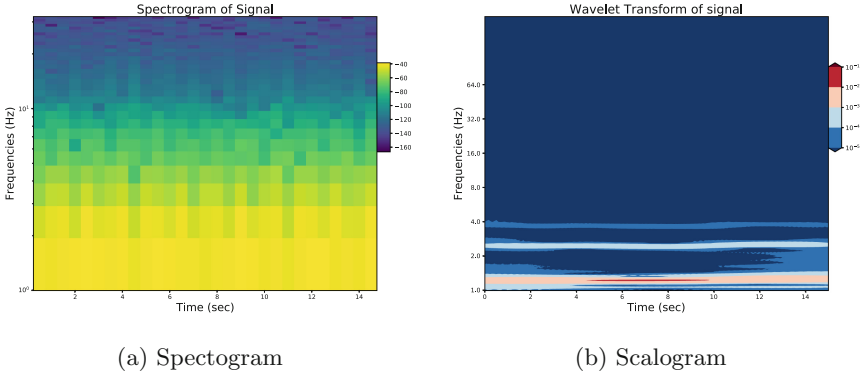 Spectrogram of Signal
Frequencies (Hz)
10¹
10⁰
2 4 6 8 10 12 14
Time (sec)
−40
−60
−80
−100
−120
−140
−160
(a) Spectogram
Wavelet Transform of signal
Frequencies (Hz)
64.0
32.0
16.0
8.0
4.0
2.0
1.0
0 2 4 6 8 10 12 14
Time (sec)
(b) Scalogram